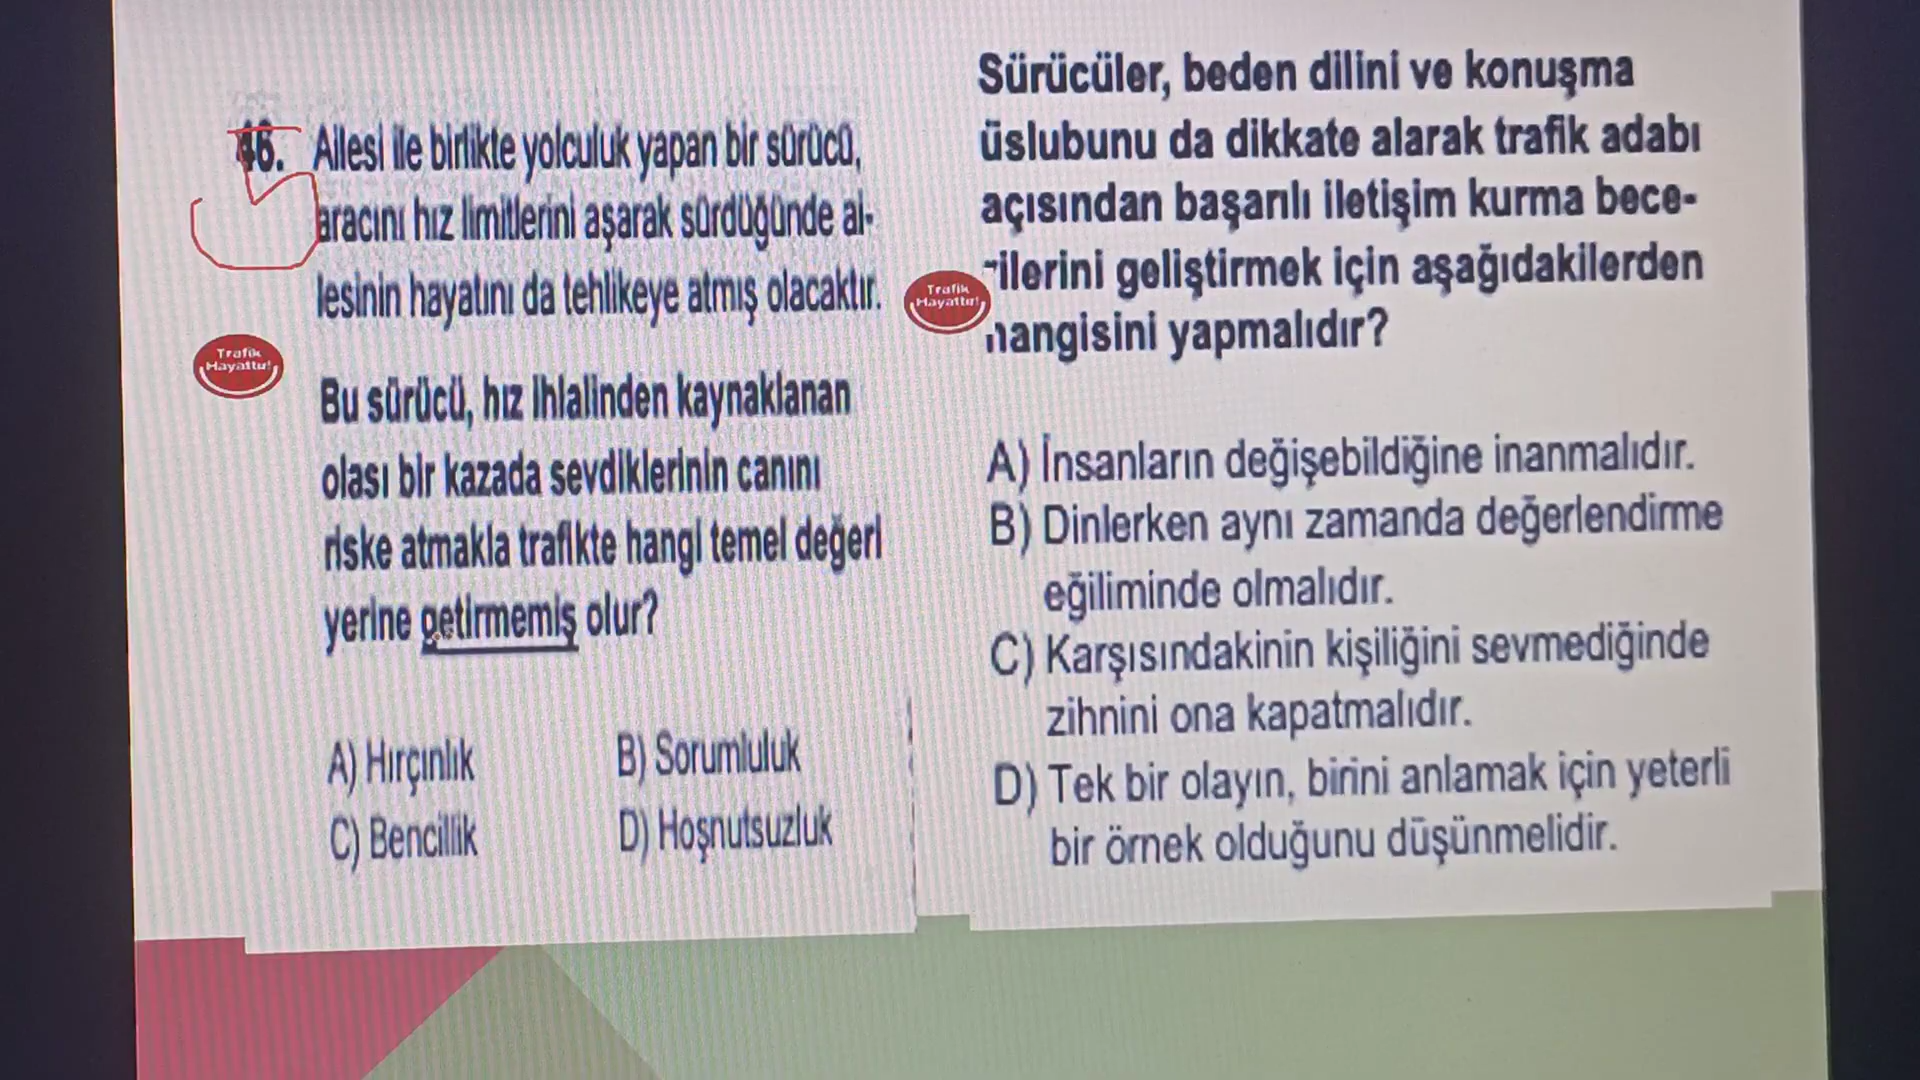 46. Ailesi ile birlikte yolculuk yapan bir sürücü,
aracını hız limitlerini aşarak sürdüğünde ai-
lesinin hayatını da tehlikeye atmış olacaktır.
Trafik
Hayattır!
Bu sürücü, hız ihlalinden kaynaklanan
olası bir kazada sevdiklerinin canını
riske atmakla trafikte hangi temel değeri
yerine getirmemiş olur?
A) Hırçınlık
B) Sorumluluk
C) Bencillik
D) Hoşnutsuzluk
Sürücüler, beden dilini ve konuşma
üslubunu da dikkate alarak trafik adabı
açısından başarılı iletişim kurma bece-
rilerini geliştirmek için aşağıdakilerden
hangisini yapmalıdır?
Trafik
Hayattır!
A) İnsanların değişebildiğine inanmalıdır.
B) Dinlerken aynı zamanda değerlendirme
eğiliminde olmalıdır.
C) Karşısındakinin kişiliğini sevmediğinde
zihnini ona kapatmalıdır.
D) Tek bir olayın, birini anlamak için yeterli
bir örnek olduğunu düşünmelidir.